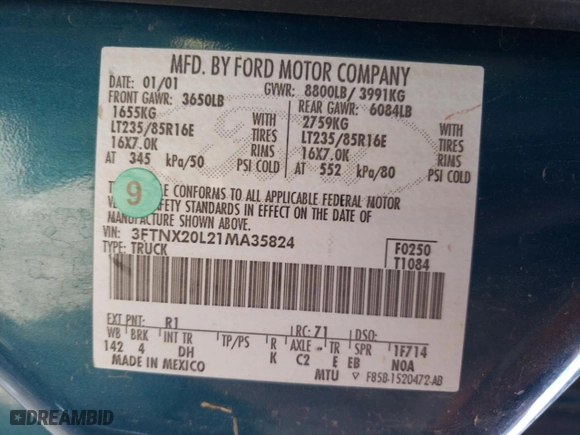 MFD. BY FORD MOTOR COMPANY
DATE: 01/01 GVWR: 8800LB/ 3991KG
FRONT GAWR: 3650LB REAR GAWR: 6084LB
1655KG WITH 2759KG WITH
LT235/85R16E TIRES LT235/85R16E TIRES
16X7.0K RIMS 16X7.0K RIMS
AT 345 kPa/50 PSI COLD AT 552 kPa/80 PSI COLD
9
CONFORMS TO ALL APPLICABLE FEDERAL MOTOR
SAFETY STANDARDS IN EFFECT ON THE DATE OF
MANUFACTURE SHOWN ABOVE.
VIN: 3FTNX20L21MA35824 F0250
TYPE: TRUCK T1084
EXT PNT: R1 RC: 71 DSO:
WB BRK INT TR TP/PS R AXLE TR SPR 1F714
142 4 DH K C2 E EB N0A
MADE IN MEXICO MTU F85B-1520472-AB
DREAMBID